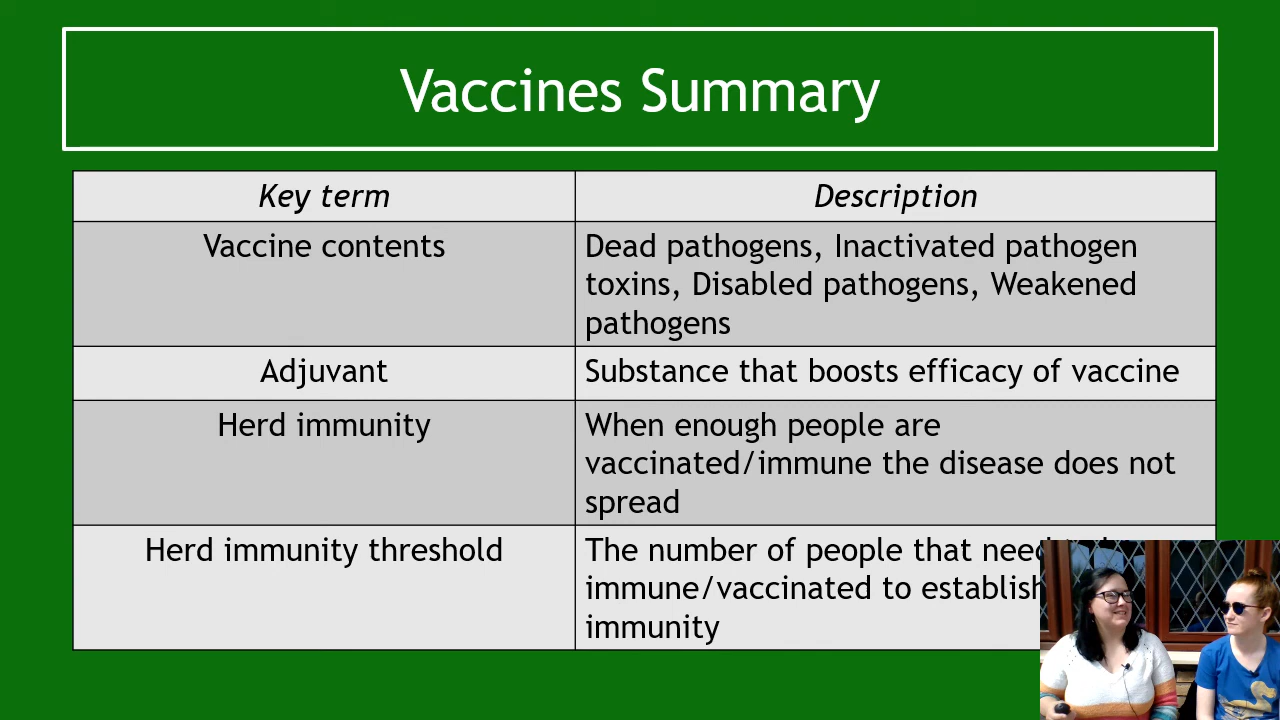 Vaccines Summary
Key term
Description
Vaccine contents
Dead pathogens, Inactivated pathogen
toxins, Disabled pathogens, Weakened
pathogens
Adjuvant
Substance that boosts efficacy of vaccine
Herd immunity
When enough people are
vaccinated/immune the disease does not
spread
Herd immunity threshold
The number of people that need
immune/vaccinated to establish
immunity